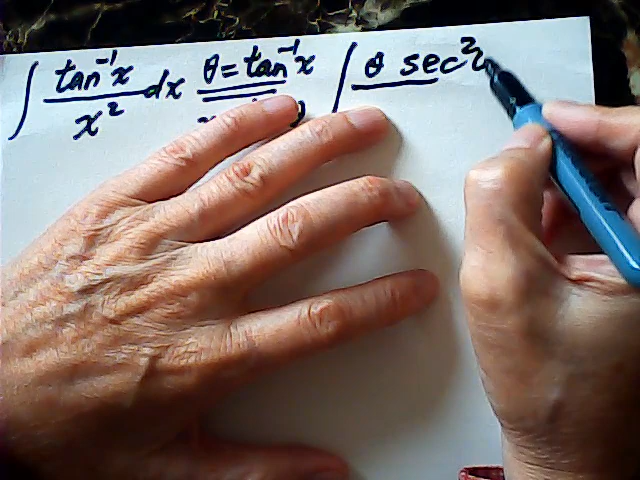 ∫ tan⁻¹x / x² dx θ = tan⁻¹x ∫ θ sec²